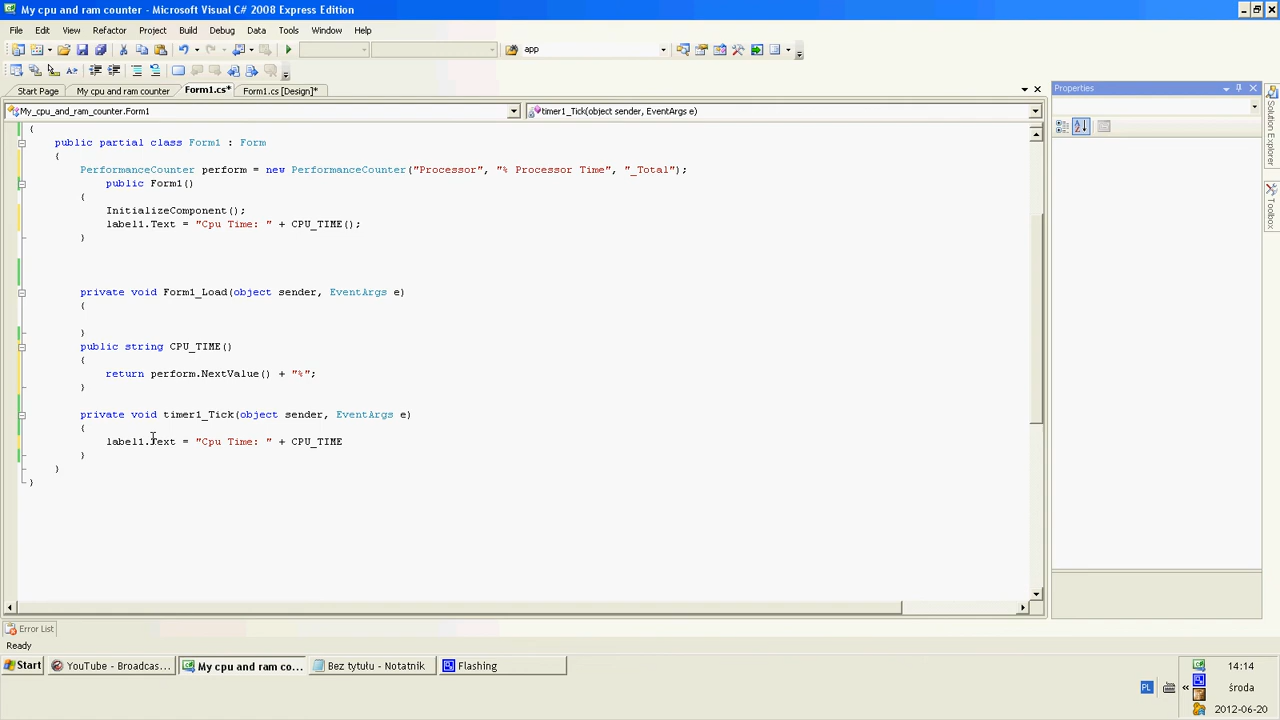 My cpu and ram counter - Microsoft Visual C# 2008 Express Edition
File Edit View Refactor Project Build Debug Data Tools Window Help
app
Start Page My cpu and ram counter Form1.cs* Form1.cs [Design]*
My_cpu_and_ram_counter.Form1 timer1_Tick(object sender, EventArgs e)
Properties
{
public partial class Form1 : Form
{
PerformanceCounter perform = new PerformanceCounter("Processor", "% Processor Time", "_Total");
public Form1()
{
InitializeComponent();
label1.Text = "Cpu Time: " + CPU_TIME();
}
private void Form1_Load(object sender, EventArgs e)
{
}
public string CPU_TIME()
{
return perform.NextValue() + "%";
}
private void timer1_Tick(object sender, EventArgs e)
{
label1.Text = "Cpu Time: " + CPU_TIME
}
}
}
Solution Explorer
Toolbox
Error List
Ready
Start YouTube - Broadcas... My cpu and ram co... Bez tytułu - Notatnik Flashing
PL
14:14
środa
2012-06-20